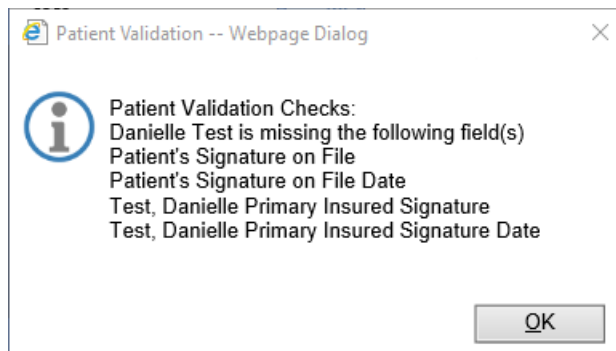 Patient Validation -- Webpage Dialog
Patient Validation Checks:
Danielle Test is missing the following field(s)
Patient's Signature on File
Patient's Signature on File Date
Test, Danielle Primary Insured Signature
Test, Danielle Primary Insured Signature Date
OK